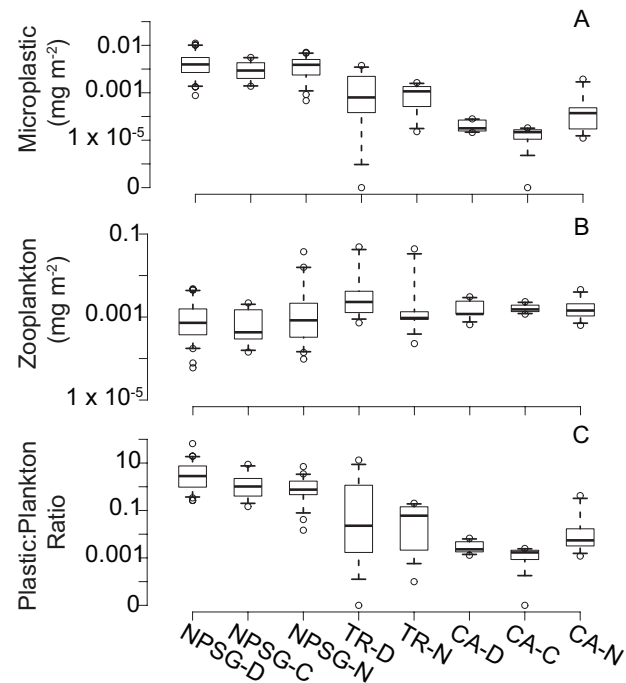 A
Microplastic
(mg m-2)
0.01
0.001
1 x 10-5
0
B
Zooplankton
(mg m-2)
0.1
0.001
1 x 10-5
C
Plastic:Plankton
Ratio
10
0.1
0.001
0
NPSG-D
NPSG-C
NPSG-N
TR-D
TR-N
CA-D
CA-C
CA-N